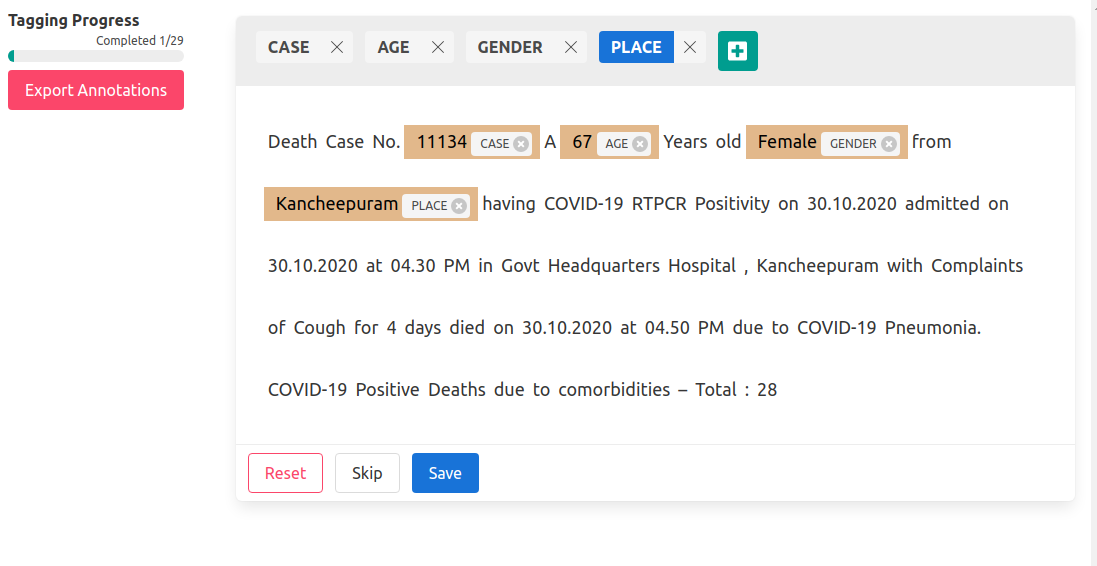 Tagging Progress
Completed 1/29
Export Annotations
CASE AGE GENDER PLACE
Death Case No. 11134 CASE A 67 AGE Years old Female GENDER from
Kancheepuram PLACE having COVID-19 RTPCR Positivity on 30.10.2020 admitted on
30.10.2020 at 04.30 PM in Govt Headquarters Hospital , Kancheepuram with Complaints
of Cough for 4 days died on 30.10.2020 at 04.50 PM due to COVID-19 Pneumonia.
COVID-19 Positive Deaths due to comorbidities – Total : 28
Reset Skip Save